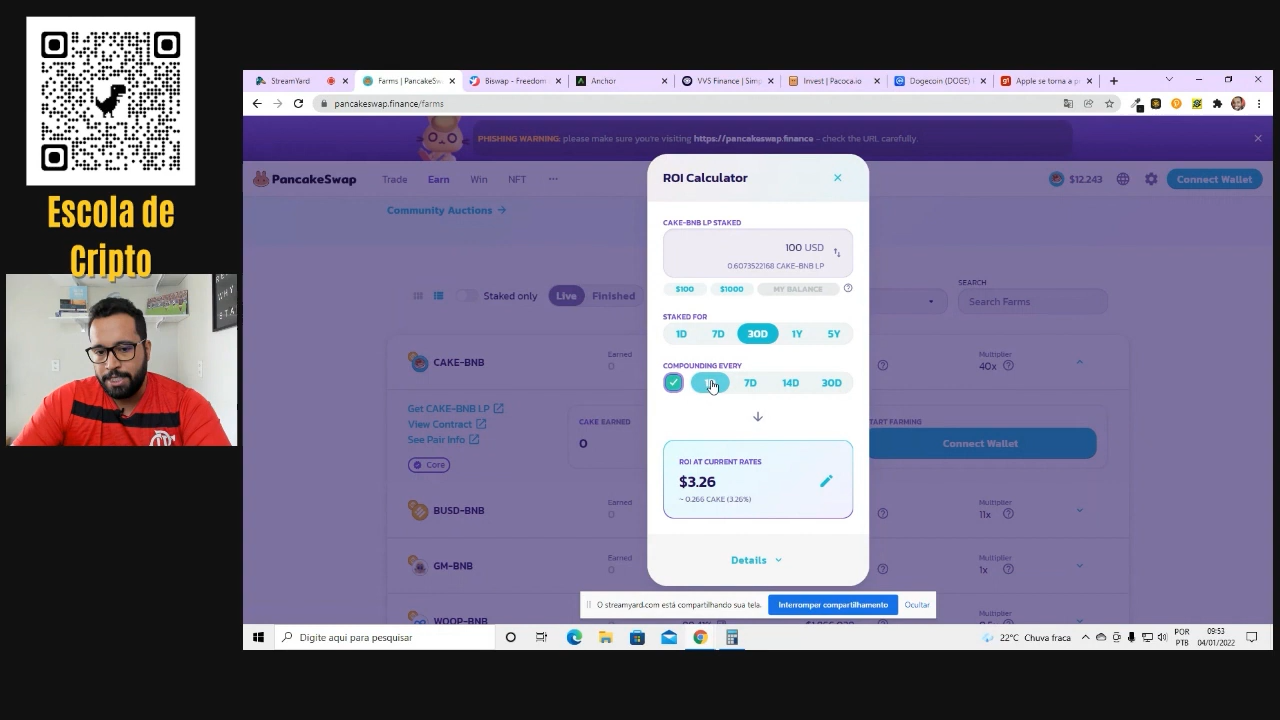 Escola de
Cripto
StreamYard
Farms | PancakeSw
Biswap - Freedom
Anchor
VVS Finance | Sim
Invest | Pacoca.io
Dogecoin (DOGE)
Apple se torna a p
pancakeswap.finance/farms
PHISHING WARNING: please make sure you're visiting https://pancakeswap.finance - check the URL carefully.
PancakeSwap
Trade
Earn
Win
NFT
$12.243
Connect Wallet
Community Auctions
ROI Calculator
CAKE-BNB LP STAKED
100 USD
0.6073522168 CAKE-BNB LP
$100
$1000
MY BALANCE
STAKED FOR
1D
7D
30D
1Y
5Y
COMPOUNDING EVERY
7D
14D
30D
ROI AT CURRENT RATES
$3.26
~ 0.266 CAKE (3.26%)
Details
Staked only
Live
Finished
SEARCH
Search Farms
CAKE-BNB
Earned
0
Multiplier
40x
Get CAKE-BNB LP
View Contract
See Pair Info
Core
CAKE EARNED
0
START FARMING
Connect Wallet
BUSD-BNB
Earned
0
Multiplier
11x
GM-BNB
Earned
0
Multiplier
1x
WOOP-BNB
Earned
Multiplier
O streamyard.com está compartilhando sua tela.
Interromper compartilhamento
Ocultar
Digite aqui para pesquisar
22°C Chuva fraca
POR
PTB
09:53
04/01/2022